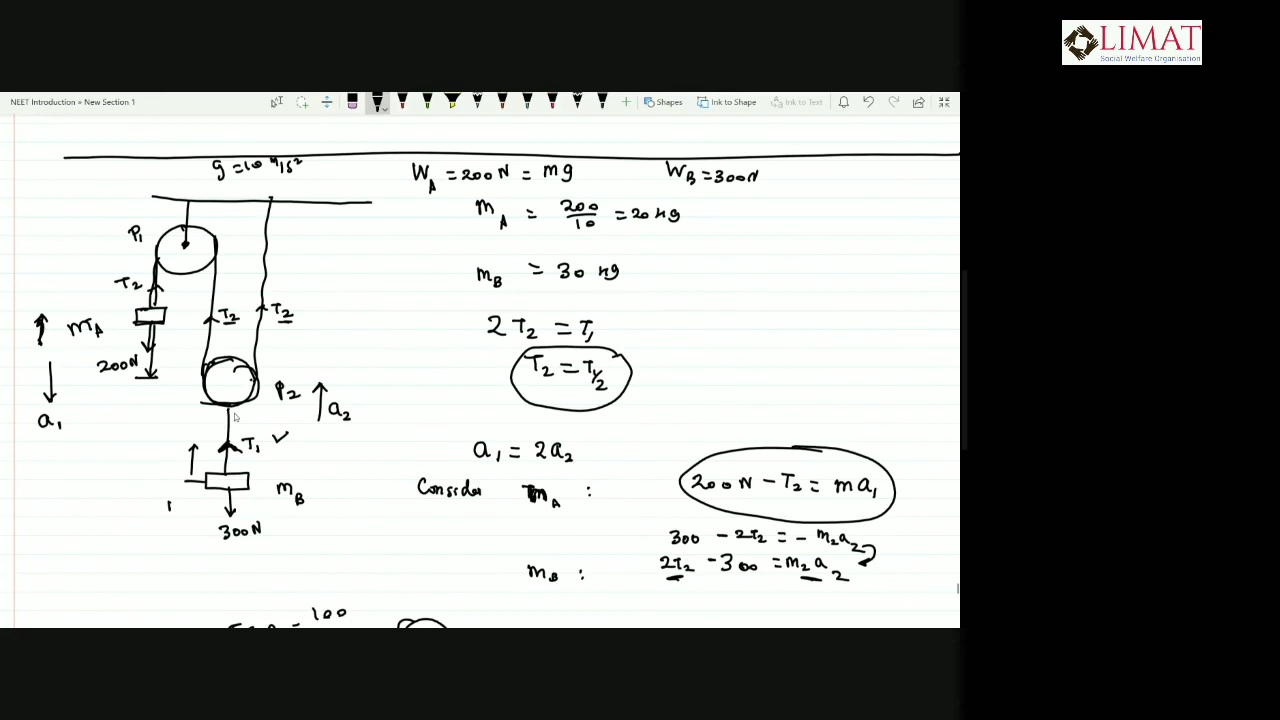 LIMAT
Social Welfare Organisation
NEET Introduction » New Section 1
Shapes
Ink to Shape
Ink to Text
g = 10 m/s²
W_A = 200 N = mg
W_B = 300N
m_A = 200/10 = 20 kg
P₁
m_B = 30 kg
T₂
2T₂ = T₁
T₂
T₂
m_A
200N
T₂ = T₁/2
P₂
a₂
a₁
T₁ ✓
a₁ = 2a₂
Consider m_A :
200N - T₂ = ma₁
m_B
300N
300 - 2T₂ = - m₂a₂
m_B :
2T₂ - 300 = m₂a₂
100